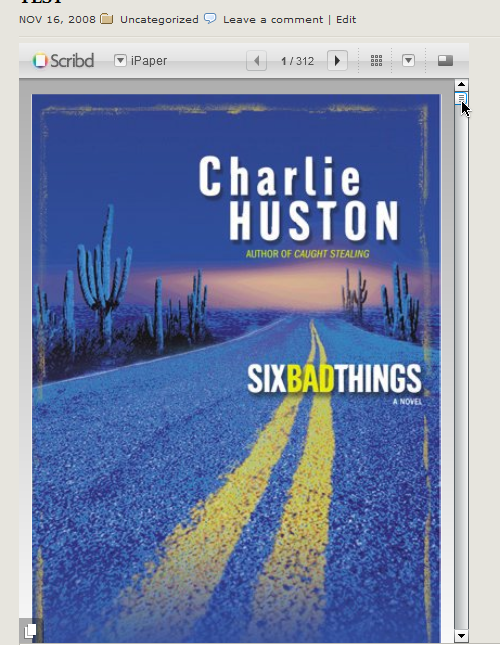 TEST
NOV 16, 2008 Uncategorized Leave a comment | Edit
Scribd iPaper 1 / 312
Charlie
HUSTON
AUTHOR OF CAUGHT STEALING
SIXBADTHINGS
A NOVEL